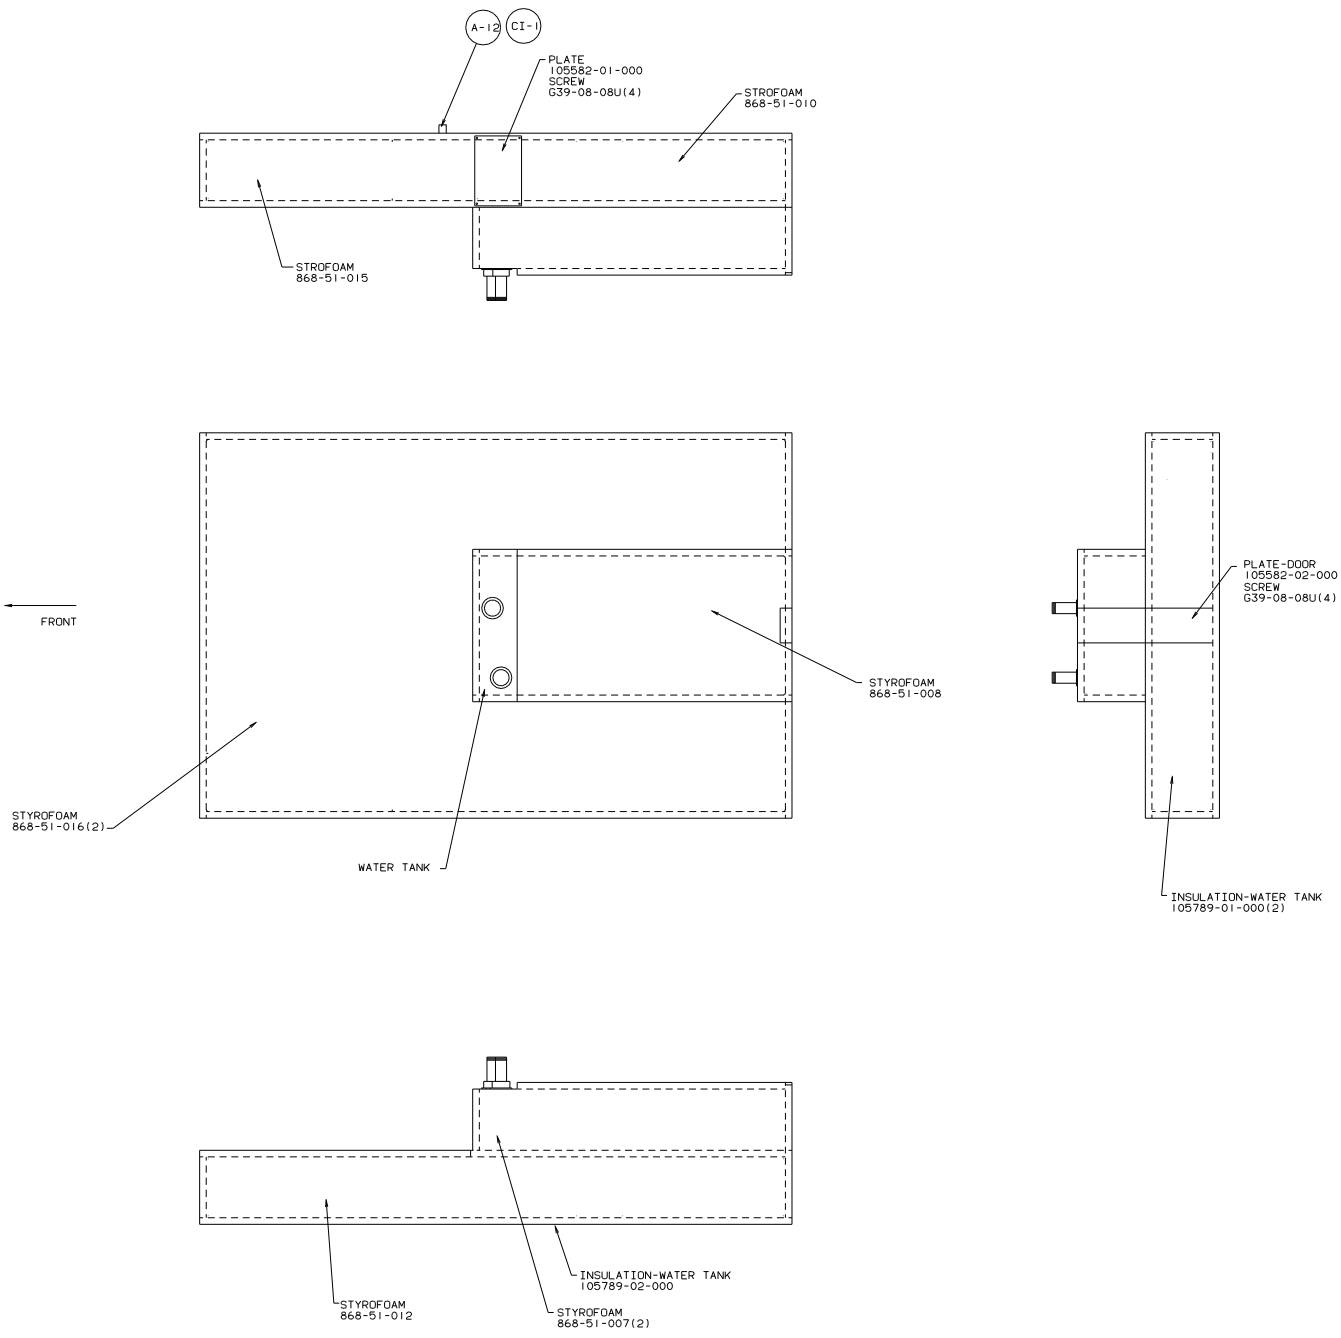 A-12 CI-1
PLATE
105582-01-000
SCREW
G39-08-08U(4)
STROFOAM
868-51-010
STROFOAM
868-51-015
FRONT
PLATE-DOOR
105582-02-000
SCREW
G39-08-08U(4)
STYROFOAM
868-51-008
STYROFOAM
868-51-016(2)
WATER TANK
INSULATION-WATER TANK
105789-01-000(2)
INSULATION-WATER TANK
105789-02-000
STYROFOAM
868-51-012
STYROFOAM
868-51-007(2)